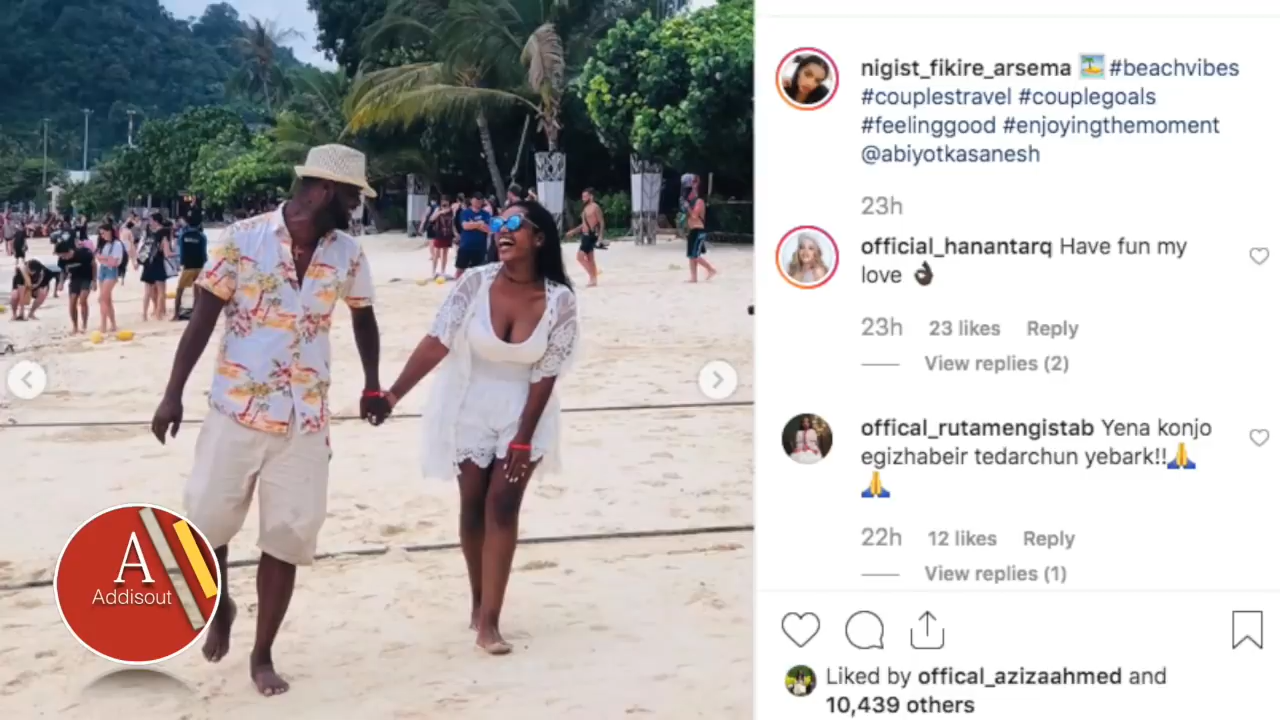 nigist_fikire_arsema 🏝️ #beachvibes
#couplestravel #couplegoals
#feelinggood #enjoyingthemoment
@abiyotkasanesh
23h
official_hanantarq Have fun my
love 👌🏿
23h 23 likes Reply
View replies (2)
offical_rutamengistab Yena konjo
egizhabeir tedarchun yebark!!🙏
🙏
22h 12 likes Reply
View replies (1)
Liked by offical_azizaahmed and
10,439 others
A
Addisout